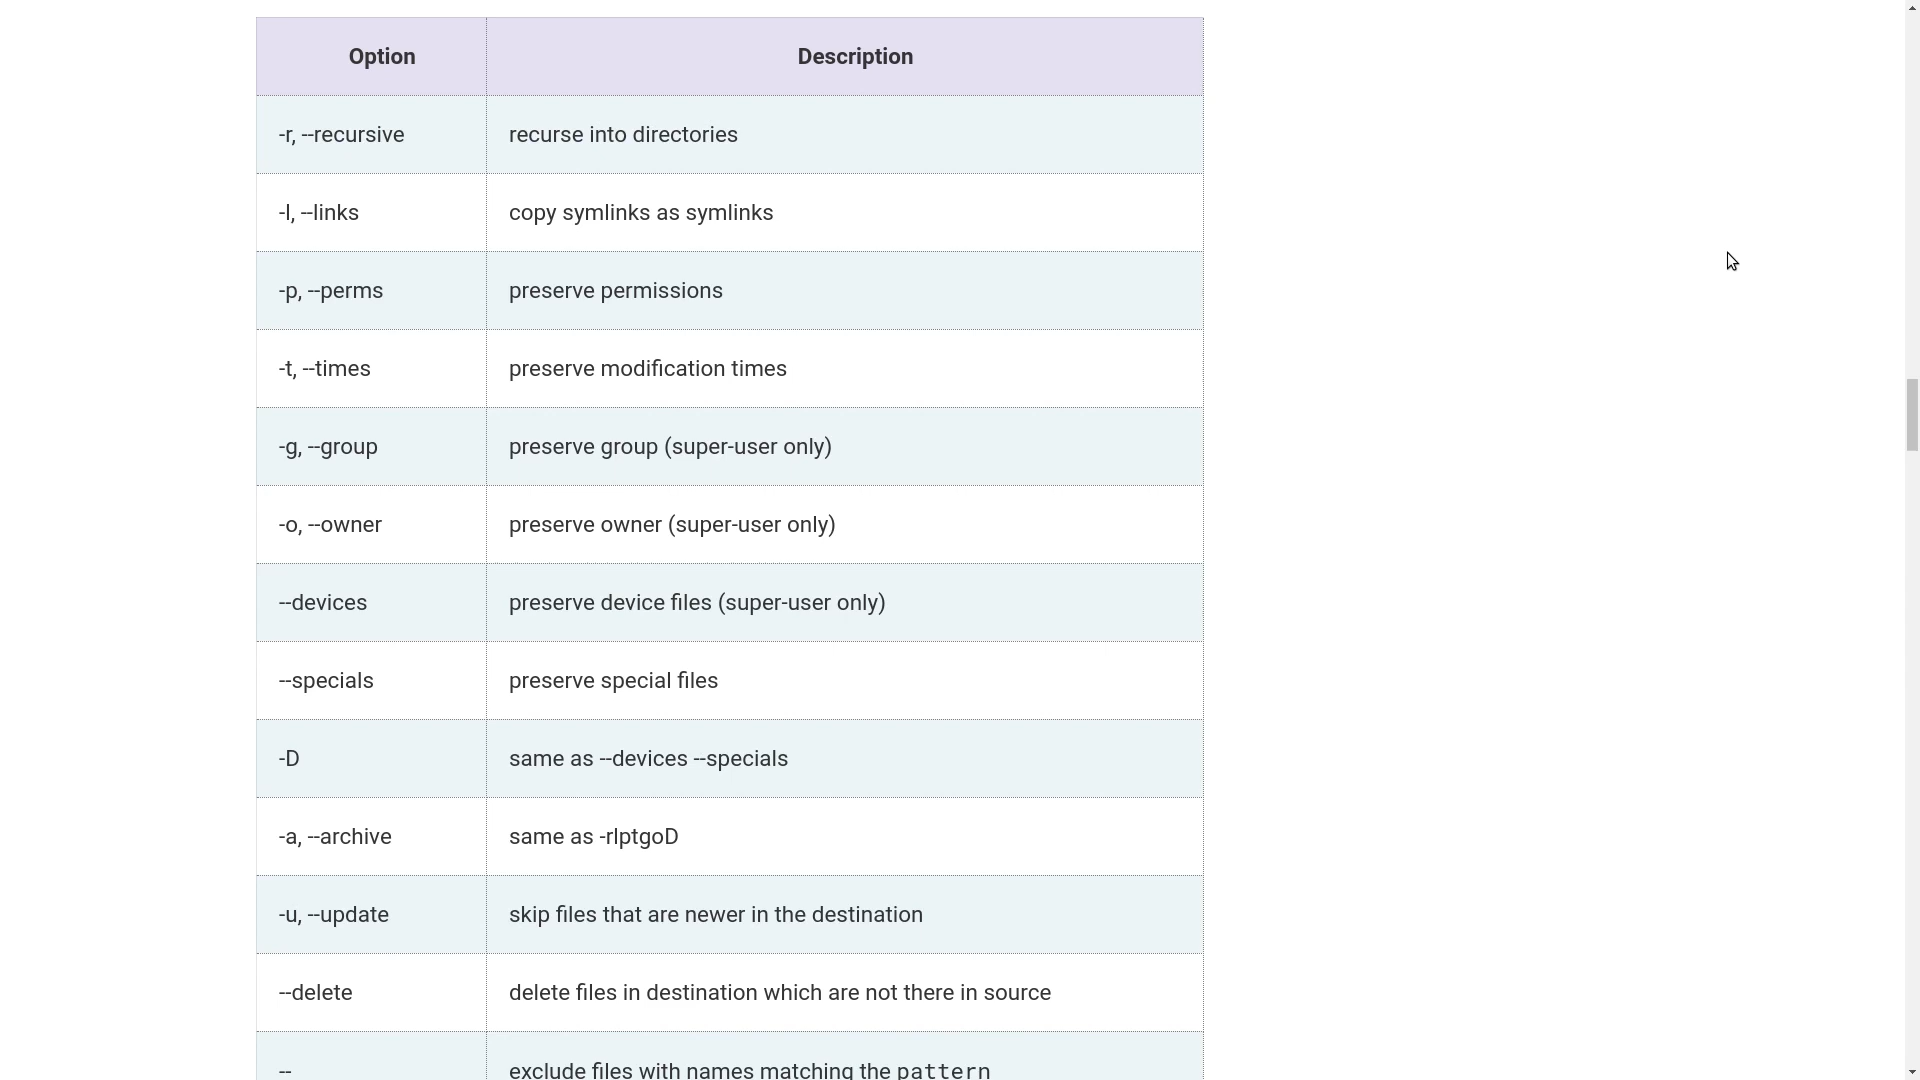 Option Description
-r, --recursive recurse into directories
-l, --links copy symlinks as symlinks
-p, --perms preserve permissions
-t, --times preserve modification times
-g, --group preserve group (super-user only)
-o, --owner preserve owner (super-user only)
--devices preserve device files (super-user only)
--specials preserve special files
-D same as --devices --specials
-a, --archive same as -rlptgoD
-u, --update skip files that are newer in the destination
--delete delete files in destination which are not there in source
-- exclude files with names matching the pattern